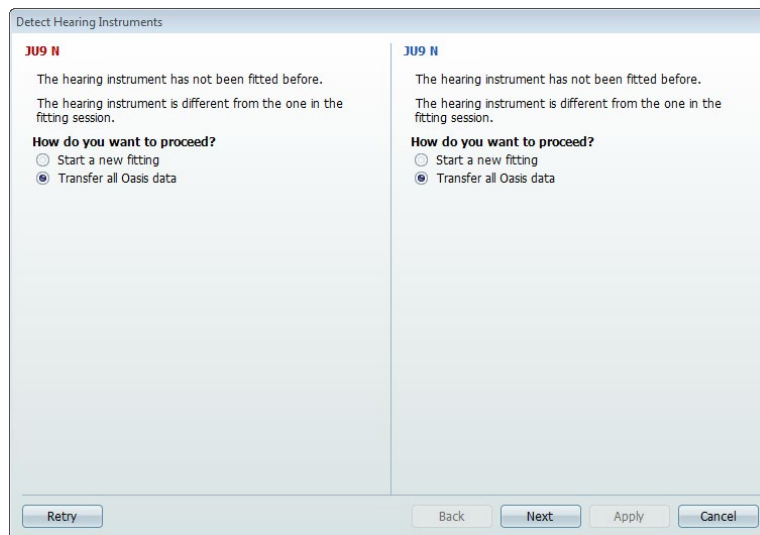 Detect Hearing Instruments
JU9 N
The hearing instrument has not been fitted before.
The hearing instrument is different from the one in the
fitting session.
How do you want to proceed?
Start a new fitting
Transfer all Oasis data
JU9 N
The hearing instrument has not been fitted before.
The hearing instrument is different from the one in the
fitting session.
How do you want to proceed?
Start a new fitting
Transfer all Oasis data
Retry
Back
Next
Apply
Cancel